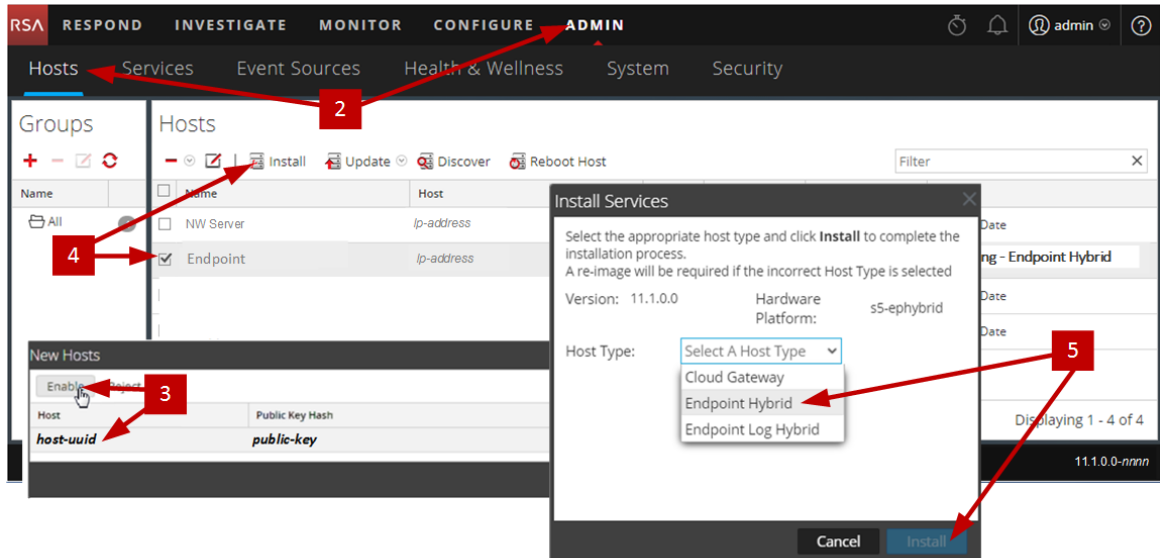 RSA RESPOND INVESTIGATE MONITOR CONFIGURE ADMIN admin
Hosts Services Event Sources Health & Wellness System Security
2
Groups
Hosts
Install Update Discover Reboot Host Filter
Name
Name Host
All
NW Server Ip-address Date
4
Endpoint Ip-address ng - Endpoint Hybrid
Date
Date
New Hosts
Enable Reject
3
Host Public Key Hash
host-uuid public-key
Install Services
Select the appropriate host type and click Install to complete the
installation process.
A re-image will be required if the incorrect Host Type is selected
Version: 11.1.0.0 Hardware
Platform: s5-ephybrid
Host Type: Select A Host Type
Cloud Gateway
Endpoint Hybrid
Endpoint Log Hybrid
5
Displaying 1 - 4 of 4
11.1.0.0-nnnn
Cancel Install